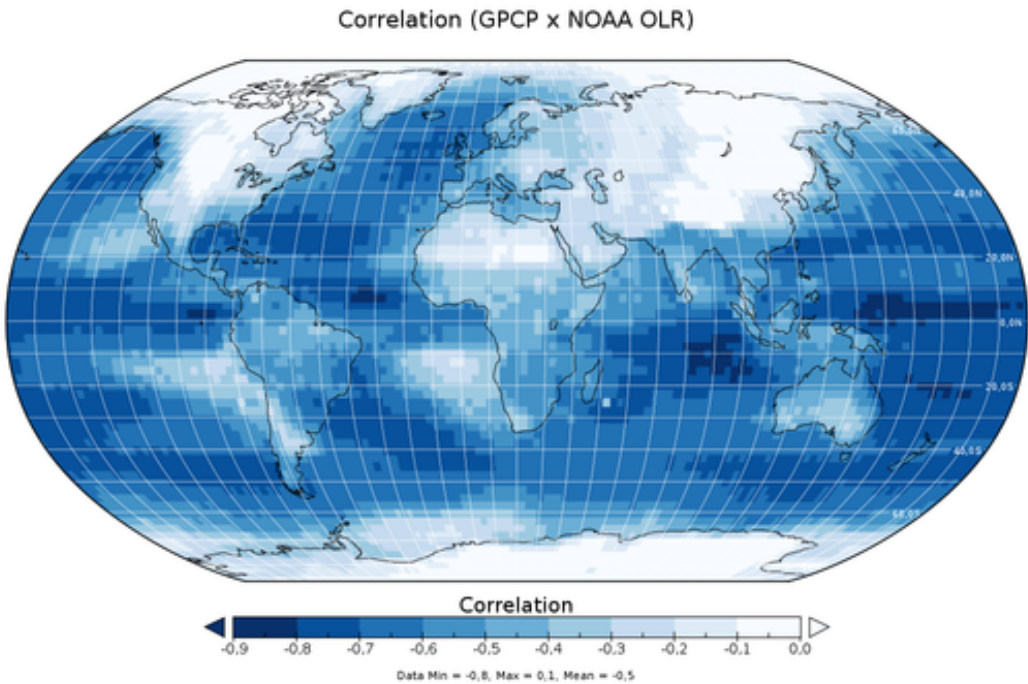 Correlation (GPCP x NOAA OLR)
60,0N
40,0N
20,0N
0,0N
20,0S
40,0S
60,0S
Correlation
-0.9 -0.8 -0.7 -0.6 -0.5 -0.4 -0.3 -0.2 -0.1 0.0
Data Min = -0,8, Max = 0,1, Mean = -0,5